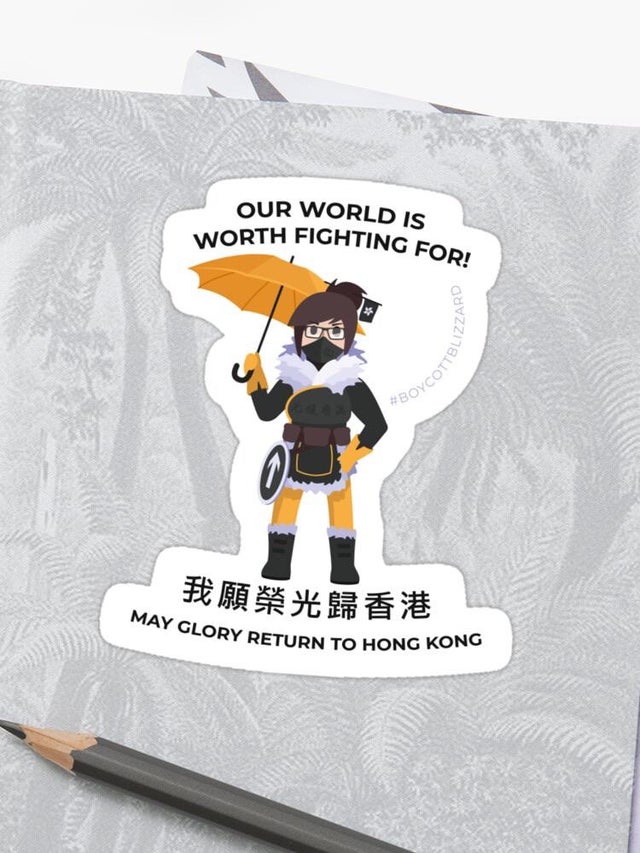 OUR WORLD IS
WORTH FIGHTING FOR!
#BOYCOTTBLIZZARD
我願榮光歸香港
MAY GLORY RETURN TO HONG KONG